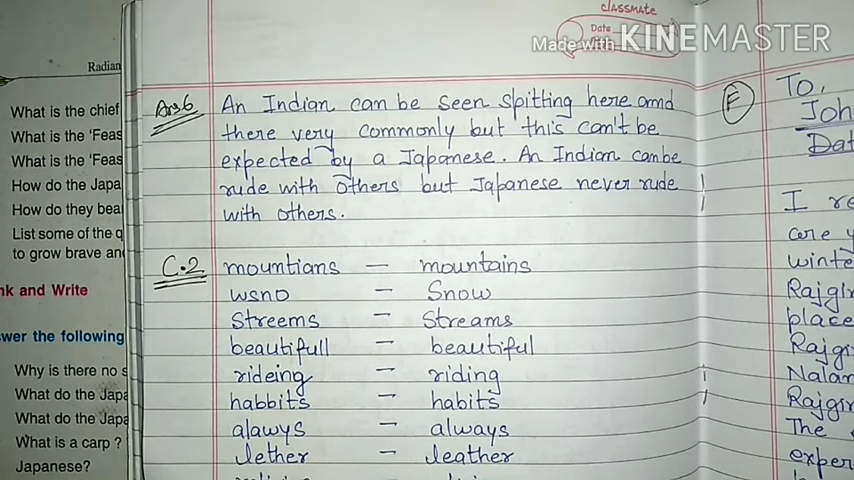 classmate
Date
Made with KINEMASTER
Radian
What is the chief
What is the 'Feas
What is the 'Feas
How do the Japa
How do they bea
List some of the q
to grow brave an
nk and Write
wer the following
Why is there no s
What do the Japa
What do the Japa
What is a carp ?
Japanese?
Ans6 An Indian can be seen spitting here and
there very commonly but this can't be
expected by a Japanese. An Indian can be
rude with others but Japanese never rude
with others.
C.2 mountians – mountains
wsno – Snow
Streems – Streams
beautifull – beautiful
rideing – riding
habbits – habits
alawys – always
lether – leather
E To,
Joh
Dat
I re
are y
winte
Rajgir
place
Rajgir
Nalan
Rajgir
The
exper